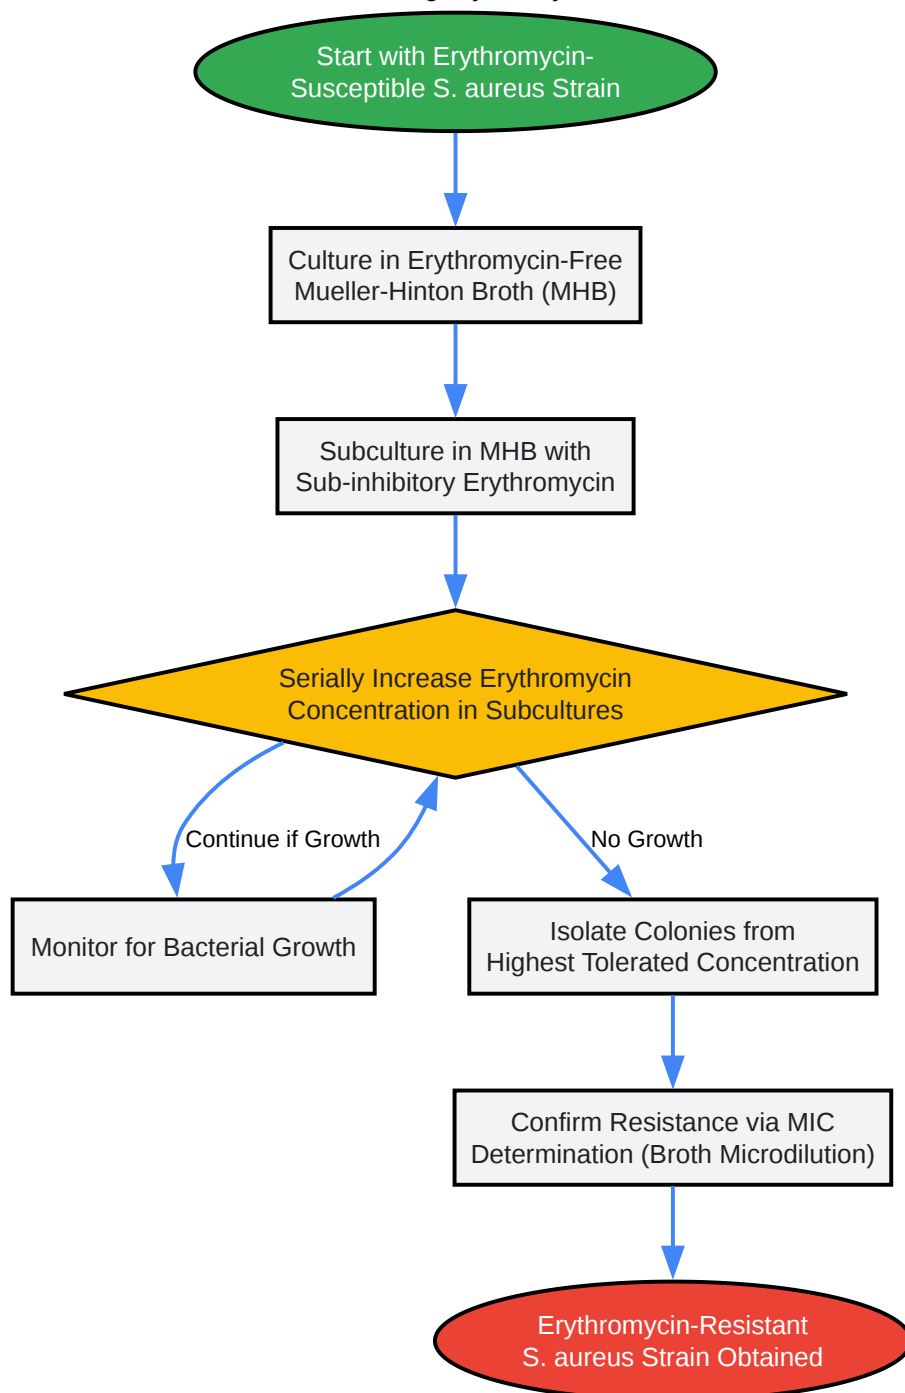 Start with Erythromycin-
Susceptible S. aureus Strain
Culture in Erythromycin-Free
Mueller-Hinton Broth (MHB)
Subculture in MHB with
Sub-inhibitory Erythromycin
Serially Increase Erythromycin
Concentration in Subcultures
Continue if Growth
No Growth
Monitor for Bacterial Growth
Isolate Colonies from
Highest Tolerated Concentration
Confirm Resistance via MIC
Determination (Broth Microdilution)
Erythromycin-Resistant
S. aureus Strain Obtained